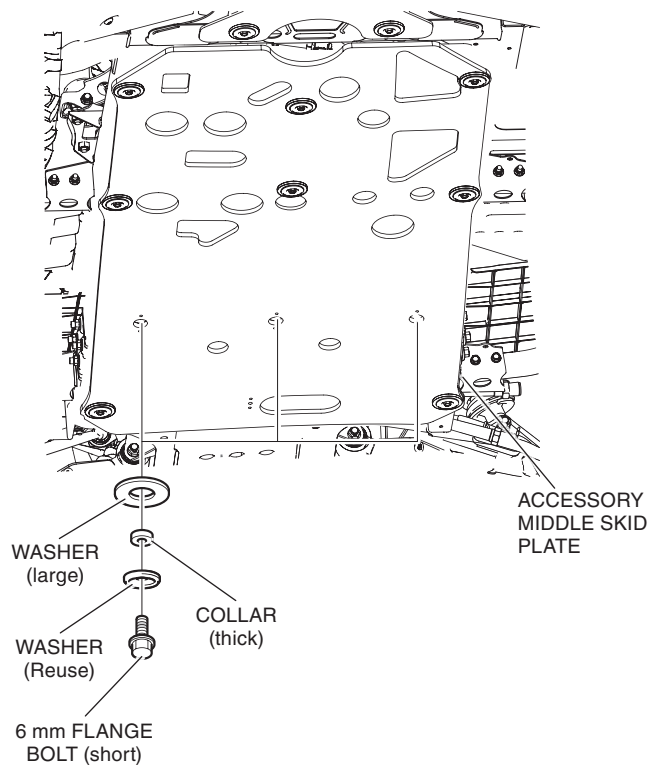 ACCESSORY
MIDDLE SKID
PLATE
WASHER
(large)
COLLAR
(thick)
WASHER
(Reuse)
6 mm FLANGE
BOLT (short)